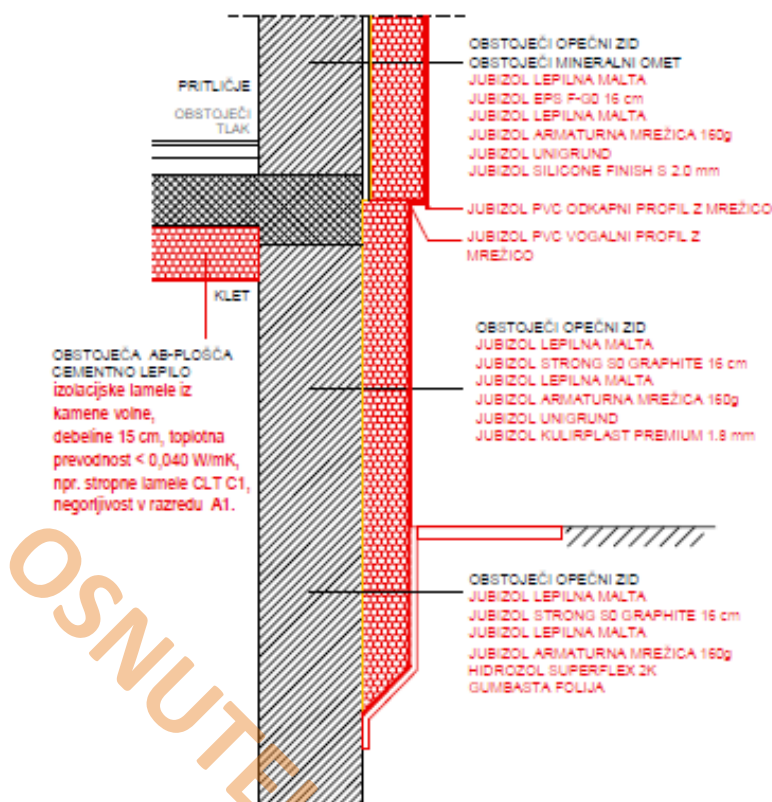 OBSTOJEČI OPEČNI ZID
OBSTOJEČI MINERALNI OMET
JUBIZOL LEPILNA MALTA
JUBIZOL EPS F-G0 16 cm
JUBIZOL LEPILNA MALTA
JUBIZOL ARMATURNA MREŽICA 160g
JUBIZOL UNIGRUND
JUBIZOL SILICONE FINISH S 2.0 mm
PRITLIČJE
OBSTOJEČI
TLAK
JUBIZOL PVC ODKAPNI PROFIL Z MREŽICO
JUBIZOL PVC VOGALNI PROFIL Z
MREŽICO
KLET
OBSTOJEČA AB-PLOŠČA
CEMENTNO LEPILO
izolacijske lamele iz
kamene volne,
debeline 15 cm, toplotna
prevodnost < 0,040 W/mK,
npr. stropne lamele CLT C1,
negorljivost v razredu A1.
OBSTOJEČI OPEČNI ZID
JUBIZOL LEPILNA MALTA
JUBIZOL STRONG S0 GRAPHITE 15 cm
JUBIZOL LEPILNA MALTA
JUBIZOL ARMATURNA MREŽICA 160g
JUBIZOL UNIGRUND
JUBIZOL KULIRPLAST PREMIUM 1.8 mm
OBSTOJEČI OPEČNI ZID
JUBIZOL LEPILNA MALTA
JUBIZOL STRONG S0 GRAPHITE 15 cm
JUBIZOL LEPILNA MALTA
JUBIZOL ARMATURNA MREŽICA 160g
HIDROZOL SUPERFLEX 2K
GUMBASTA FOLIJA